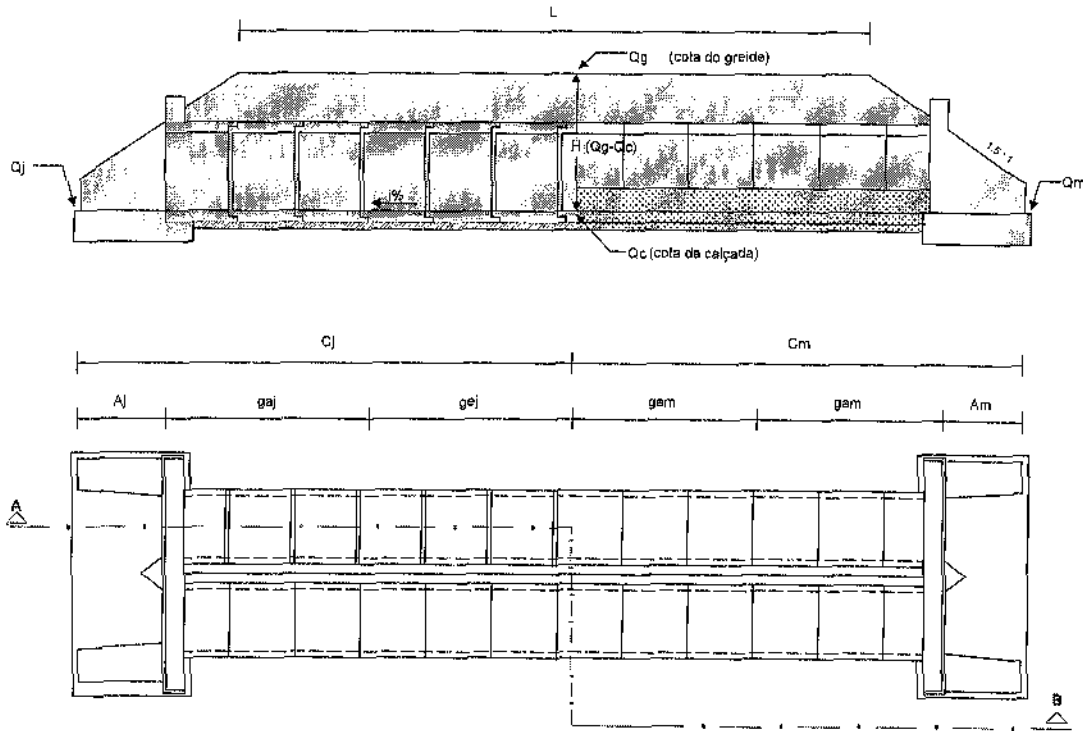 L
Qg (cota do greide)
H (Qg-Qc)
1,5 : 1
Qj
i%
Qm
Qc (cota da calçada)
Cj
Cm
Aj
gaj
gej
gem
gam
Am
A
B